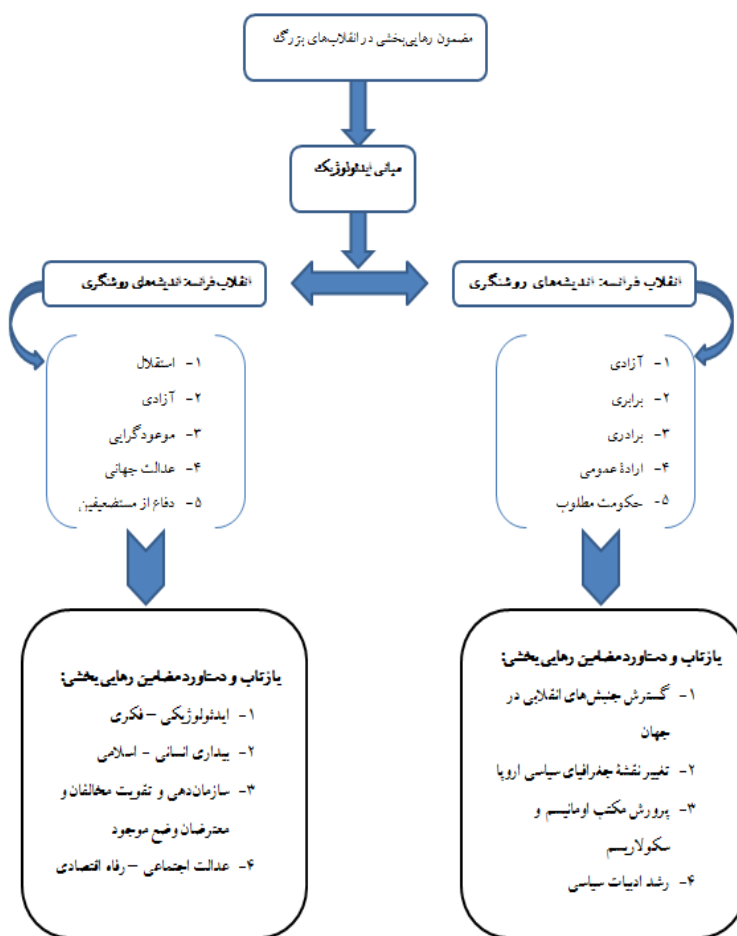 مضمون رهایی‌بخشی در انقلاب‌های بزرگ
مبانی ایدئولوژیک
انقلاب فرانسه: اندیشه‌های روشنگری
۱- آزادی
۲- برابری
۳- برادری
۴- ارادهٔ عمومی
۵- حکومت مطلوب
بازتاب و دستاورد مضامین رهایی‌بخشی:
۱- گسترش جنبش‌های انقلابی در
جهان
۲- تغییر نقشهٔ جغرافیای سیاسی اروپا
۳- پرورش مکتب اومانیسم و
سکولاریسم
۴- رشد ادبیات سیاسی
انقلاب فرانسه: اندیشه‌های روشنگری
۱- استقلال
۲- آزادی
۳- موعودگرایی
۴- عدالت جهانی
۵- دفاع از مستضعیفین
بازتاب و دستاورد مضامین رهایی‌بخشی:
۱- ایدئولوژیکی – فکری
۲- بیداری انسانی - اسلامی
۳- سازمان‌دهی و تقویت مخالفان و
معترضان وضع موجود
۴- عدالت اجتماعی – رفاه اقتصادی